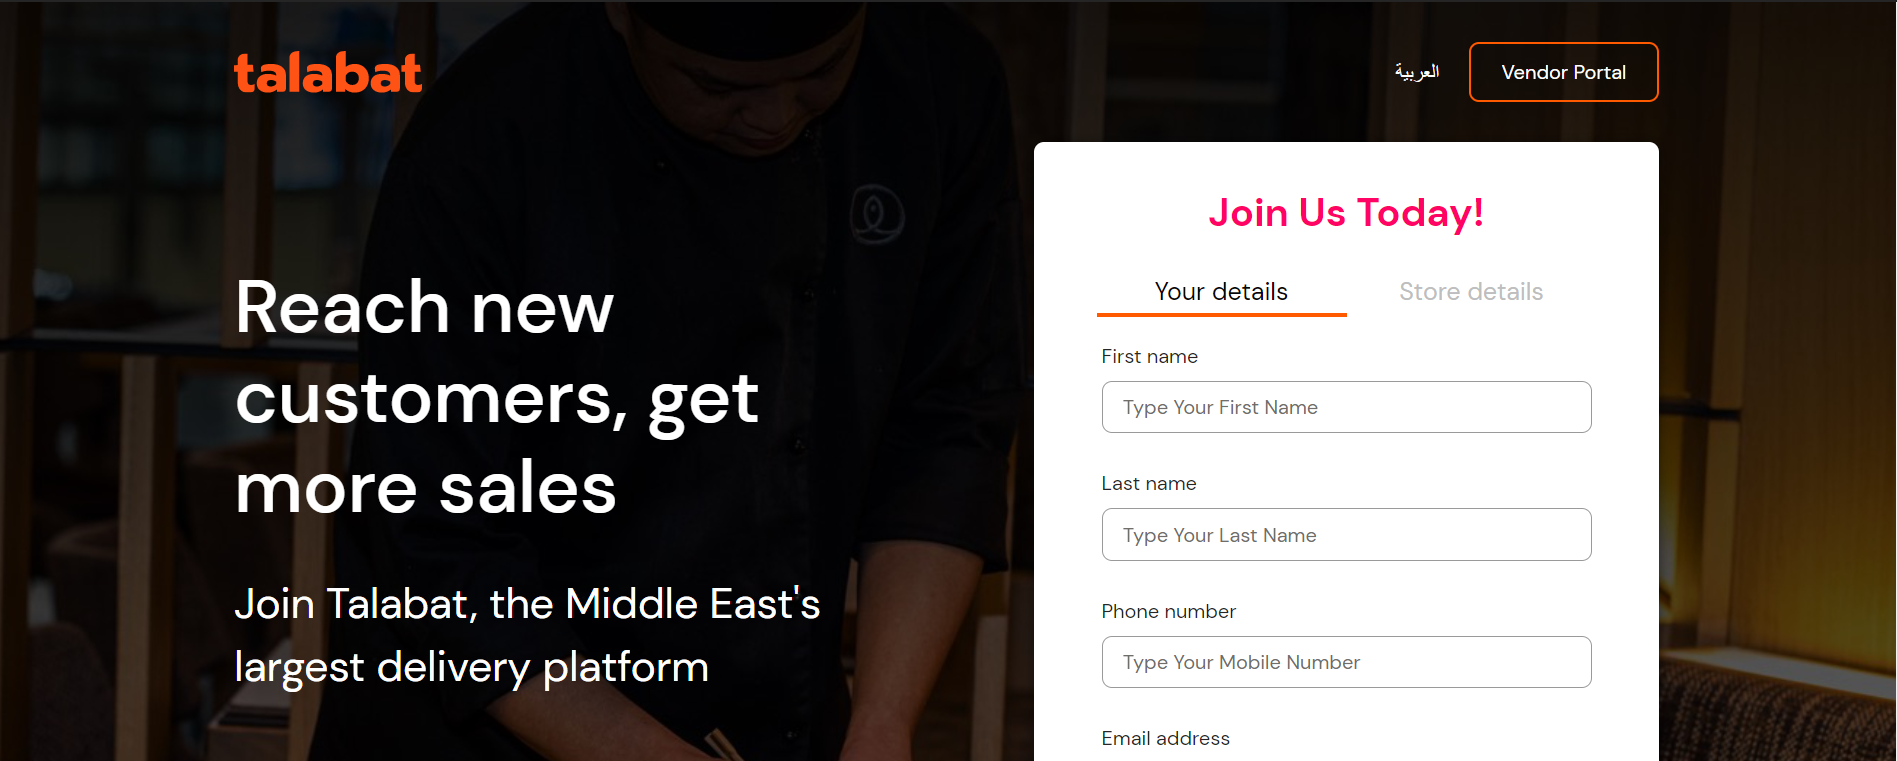 talabat
العربية
Vendor Portal
Reach new
customers, get
more sales
Join Talabat, the Middle East's
largest delivery platform
Join Us Today!
Your details
Store details
First name
Type Your First Name
Last name
Type Your Last Name
Phone number
Type Your Mobile Number
Email address